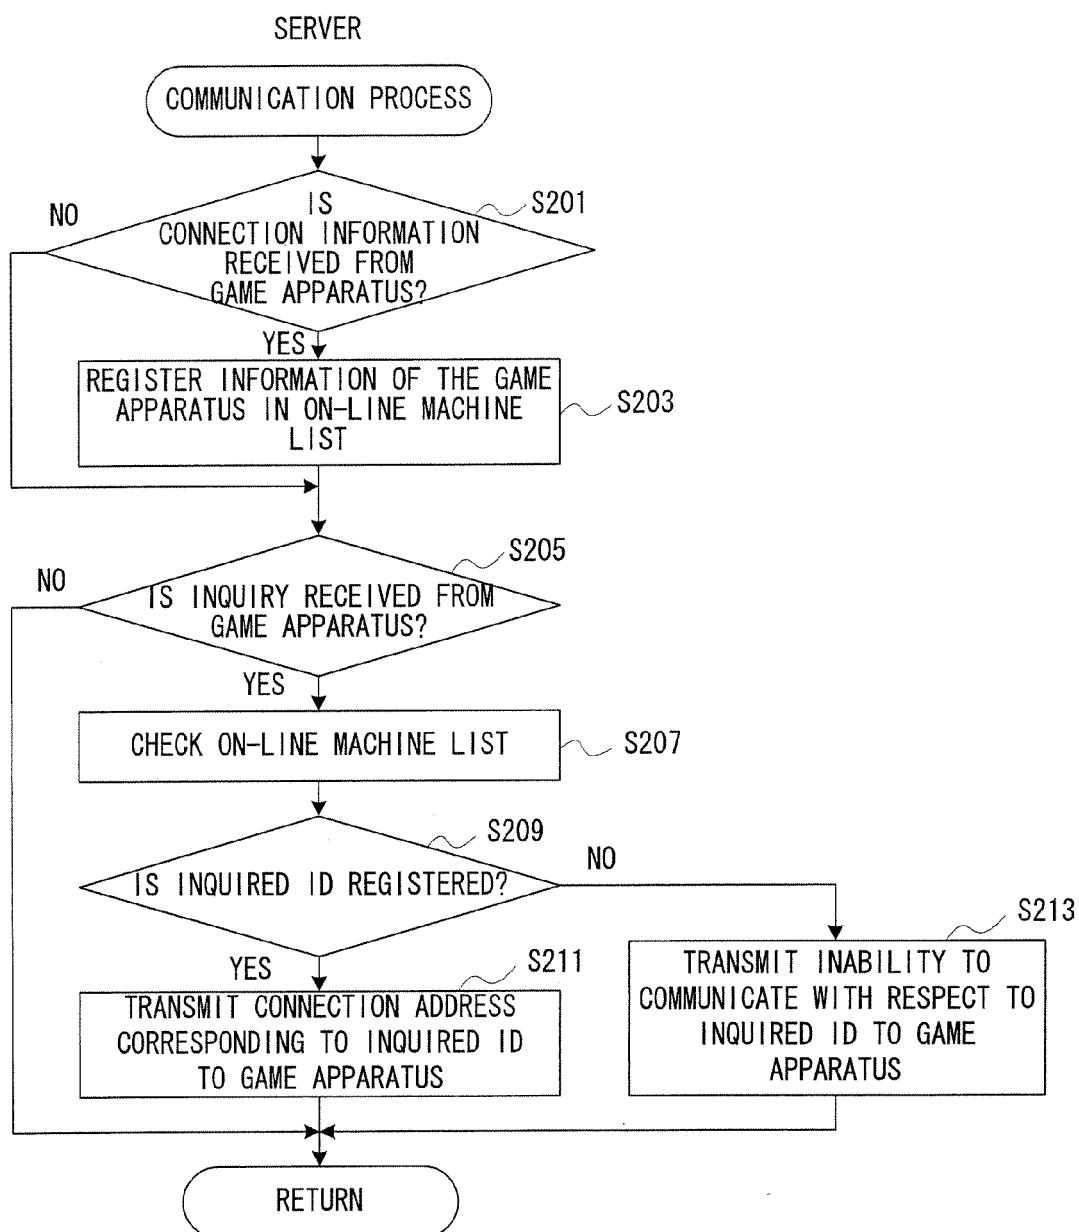 SERVER
COMMUNICATION PROCESS
NO
S201
IS
CONNECTION INFORMATION
RECEIVED FROM
GAME APPARATUS?
YES
REGISTER INFORMATION OF THE GAME
APPARATUS IN ON-LINE MACHINE
LIST
S203
S205
NO
IS INQUIRY RECEIVED FROM
GAME APPARATUS?
YES
CHECK ON-LINE MACHINE LIST
S207
S209
NO
IS INQUIRED ID REGISTERED?
S213
YES
S211
TRANSMIT CONNECTION ADDRESS
CORRESPONDING TO INQUIRED ID
TO GAME APPARATUS
TRANSMIT INABILITY TO
COMMUNICATE WITH RESPECT TO
INQUIRED ID TO GAME
APPARATUS
RETURN